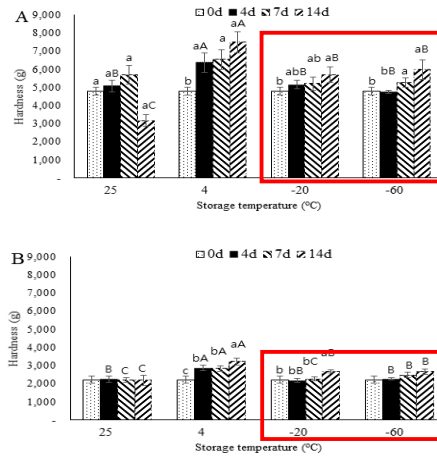 A
0d 4d 7d 14d
9,000
8,000
7,000
6,000
5,000
4,000
3,000
2,000
1,000
-
Hardness (g)
a aB a aC
b aA a aA
b abB ab aB
b bB a aB
25 4 -20 -60
Storage temperature (°C)
B
0d 4d 7d 14d
9,000
8,000
7,000
6,000
5,000
4,000
3,000
2,000
1,000
-
Hardness (g)
B C C
c bA bA aA
b bB bC aB
B B B
25 4 -20 -60
Storage temperature (°C)